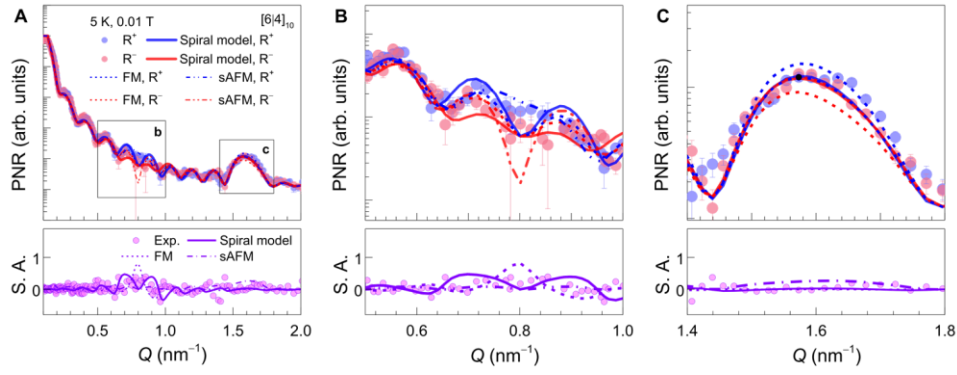 A
5 K, 0.01 T
[6|4]₁₀
R⁺
Spiral model, R⁺
R⁻
Spiral model, R⁻
FM, R⁺
sAFM, R⁺
FM, R⁻
sAFM, R⁻
b
c
PNR (arb. units)
Exp.
Spiral model
FM
sAFM
S. A.
1
0
0.5
1.0
1.5
2.0
Q (nm⁻¹)
B
PNR (arb. units)
S. A.
1
0
0.6
0.8
1.0
Q (nm⁻¹)
C
PNR (arb. units)
S. A.
1
0
1.4
1.6
1.8
Q (nm⁻¹)